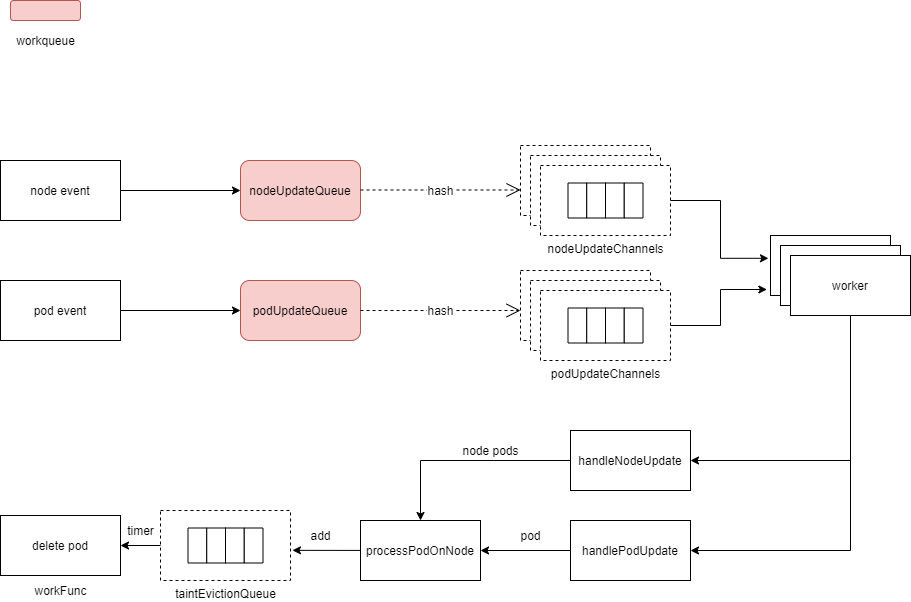 workqueue
node event
nodeUpdateQueue
hash
nodeUpdateChannels
pod event
podUpdateQueue
hash
podUpdateChannels
worker
node pods
handleNodeUpdate
delete pod
timer
add
processPodOnNode
pod
handlePodUpdate
workFunc
taintEvictionQueue